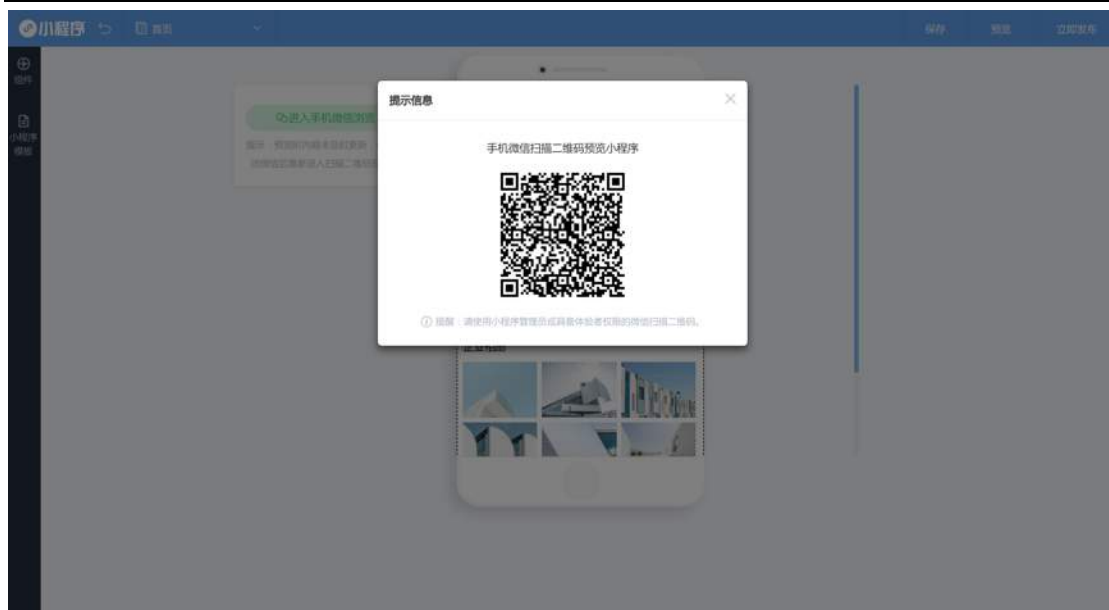 小程序
首页
保存
预览
立即发布
组件
小程序
模板
进入手机微信浏览
提示信息
手机微信扫描二维码预览小程序
提醒：请使用小程序管理员或具备体验者权限的微信扫描二维码。